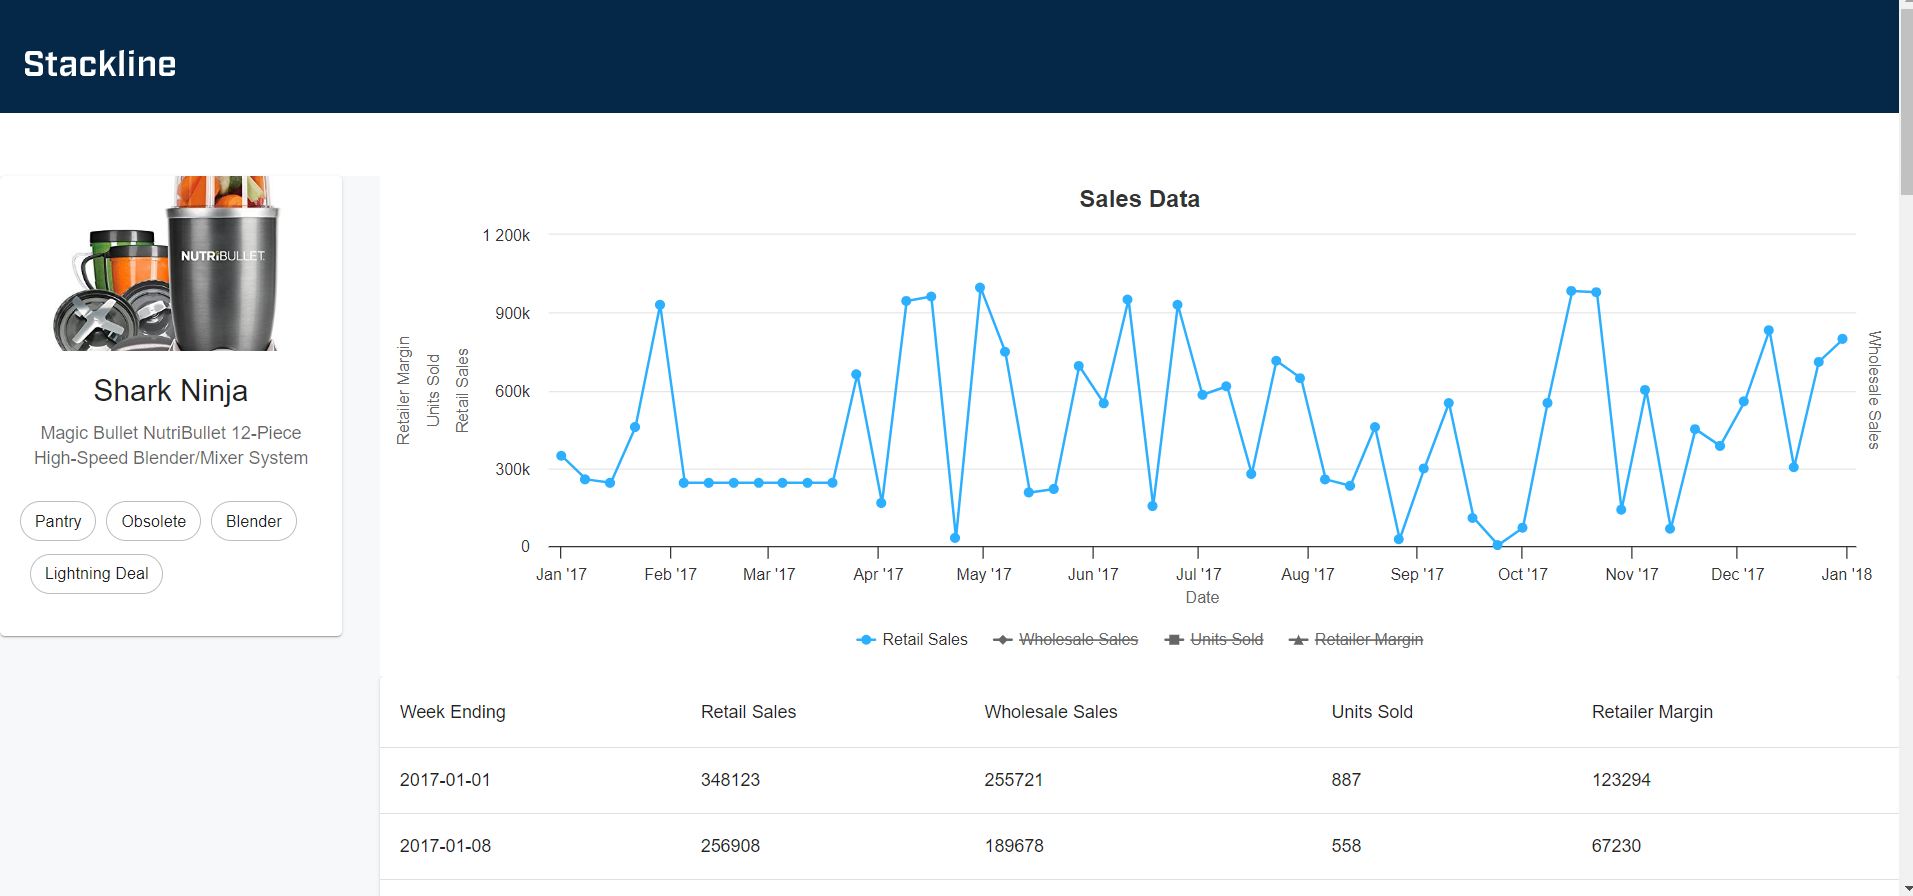 Stackline
NUTRiBULLET.
Shark Ninja
Magic Bullet NutriBullet 12-Piece
High-Speed Blender/Mixer System
Pantry Obsolete Blender
Lightning Deal
Sales Data
Retailer Margin
Units Sold
Retail Sales
1 200k
900k
600k
300k
0
Wholesale Sales
Jan '17 Feb '17 Mar '17 Apr '17 May '17 Jun '17 Jul '17 Aug '17 Sep '17 Oct '17 Nov '17 Dec '17 Jan '18
Date
Retail Sales Wholesale Sales Units Sold Retailer Margin
Week Ending Retail Sales Wholesale Sales Units Sold Retailer Margin
2017-01-01 348123 255721 887 123294
2017-01-08 256908 189678 558 67230